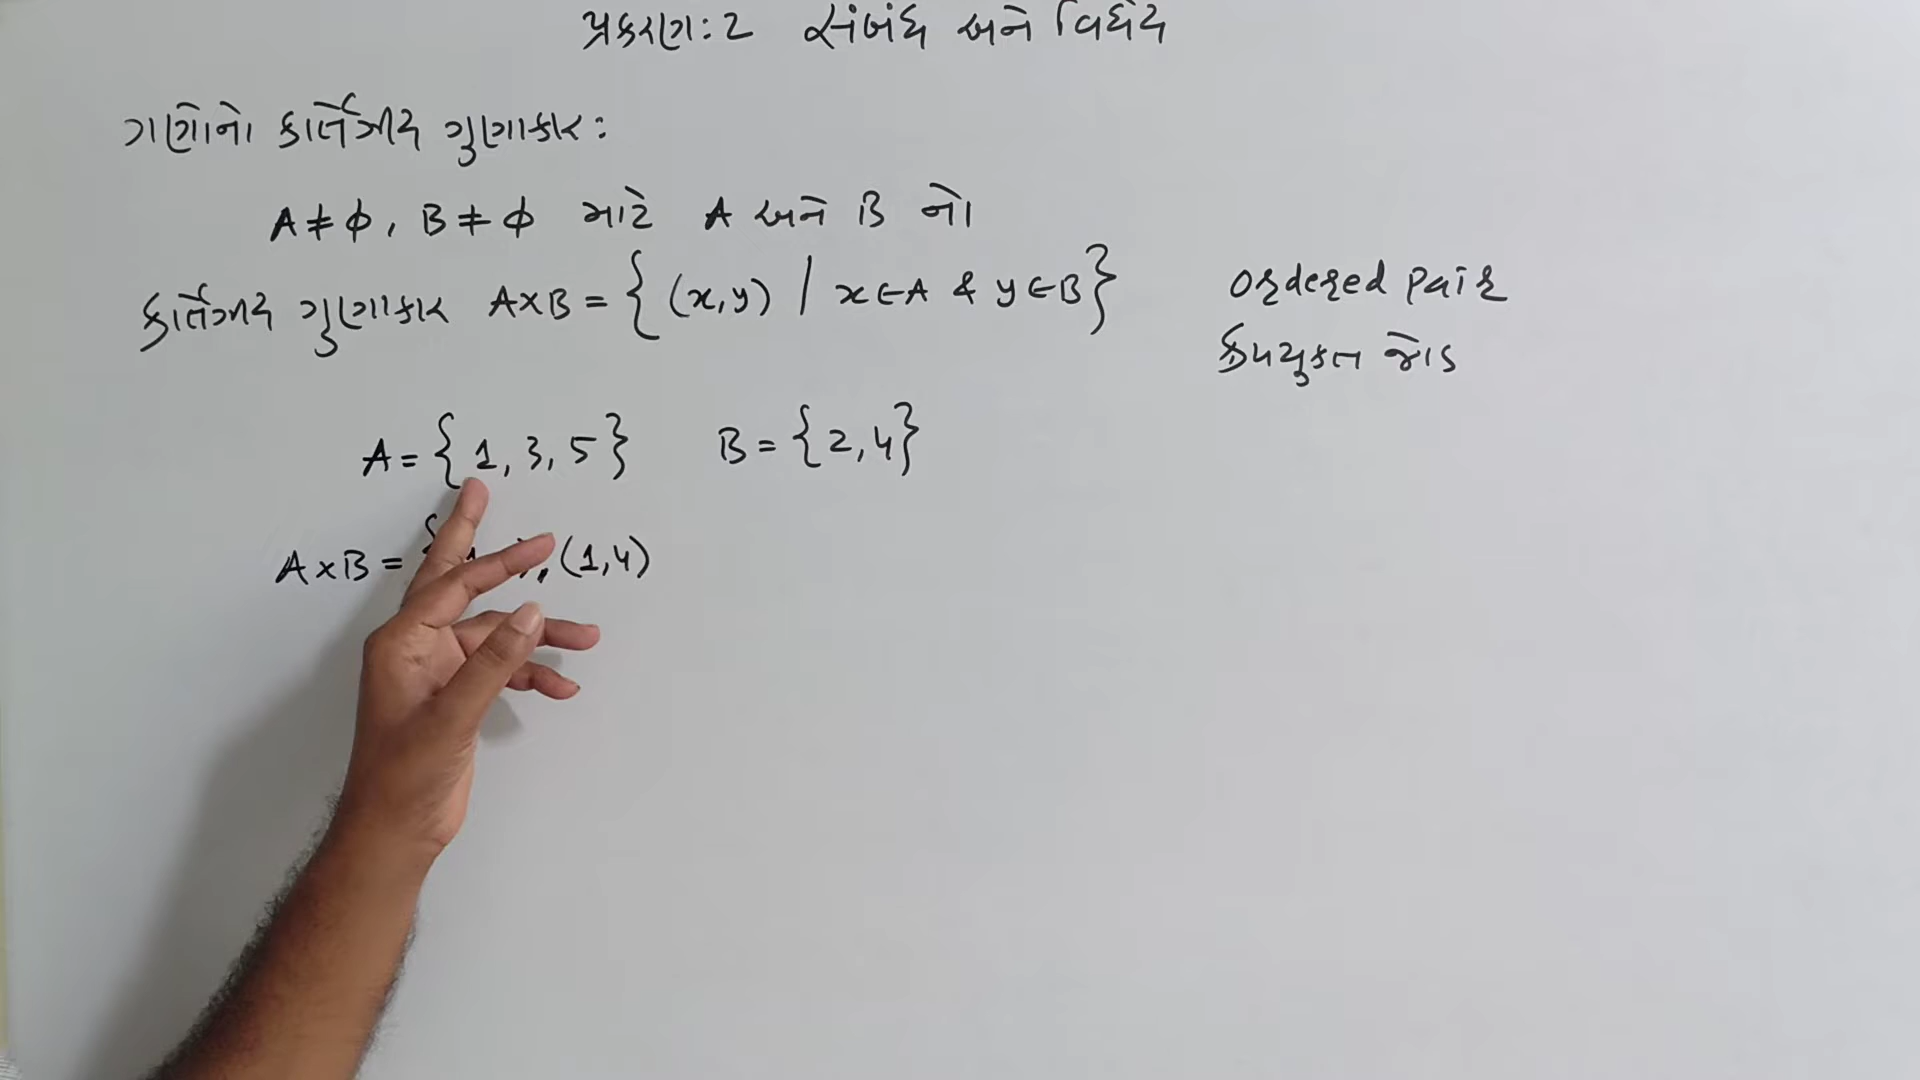 પ્રકરણ: 2 સંબંધ અને વિધેય
ગણોનો કાર્તેઝીય ગુણાકાર:
A ≠ ϕ, B ≠ ϕ માટે A અને B નો
કાર્તેઝીય ગુણાકાર A×B = { (x,y) / x∈A & y∈B }
ordered pair
ક્રમયુક્ત જોડ
A = { 1, 3, 5 } B = { 2, 4 }
A×B = { , (1,4)